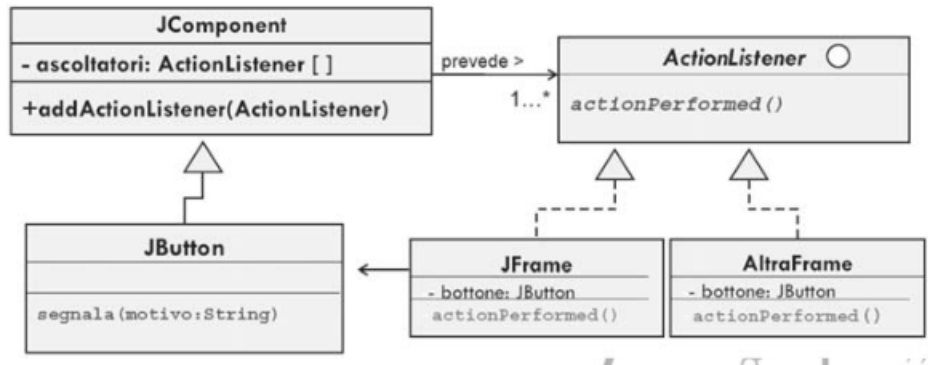 JComponent
- ascoltatori: ActionListener [ ]
+addActionListener(ActionListener)
prevede >
1...*
ActionListener
actionPerformed()
JButton
segnala(motivo:String)
JFrame
- bottone: JButton
actionPerformed()
AltraFrame
- bottone: JButton
actionPerformed()